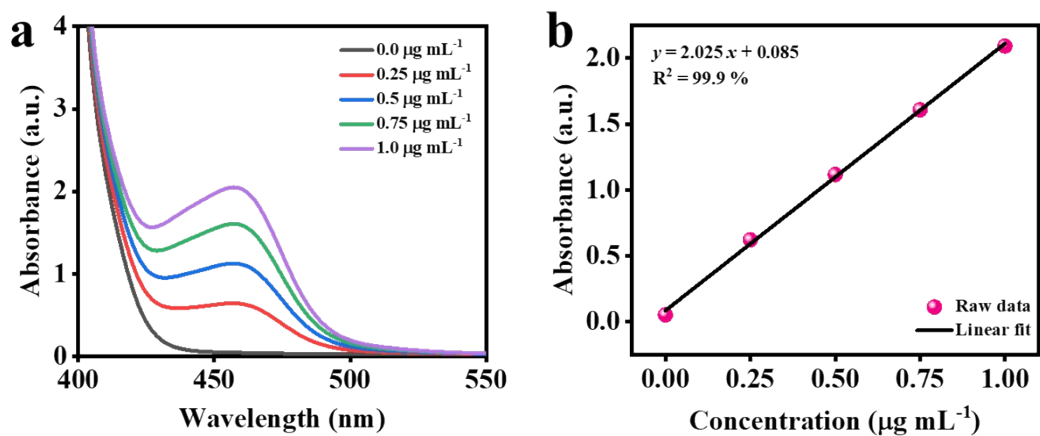 a
4
3
2
1
0
Absorbance (a.u.)
0.0 μg mL⁻¹
0.25 μg mL⁻¹
0.5 μg mL⁻¹
0.75 μg mL⁻¹
1.0 μg mL⁻¹
400
450
500
550
Wavelength (nm)
b
2.0
1.5
1.0
0.5
0.0
Absorbance (a.u.)
y = 2.025 x + 0.085
R² = 99.9 %
Raw data
Linear fit
0.00
0.25
0.50
0.75
1.00
Concentration (μg mL⁻¹)